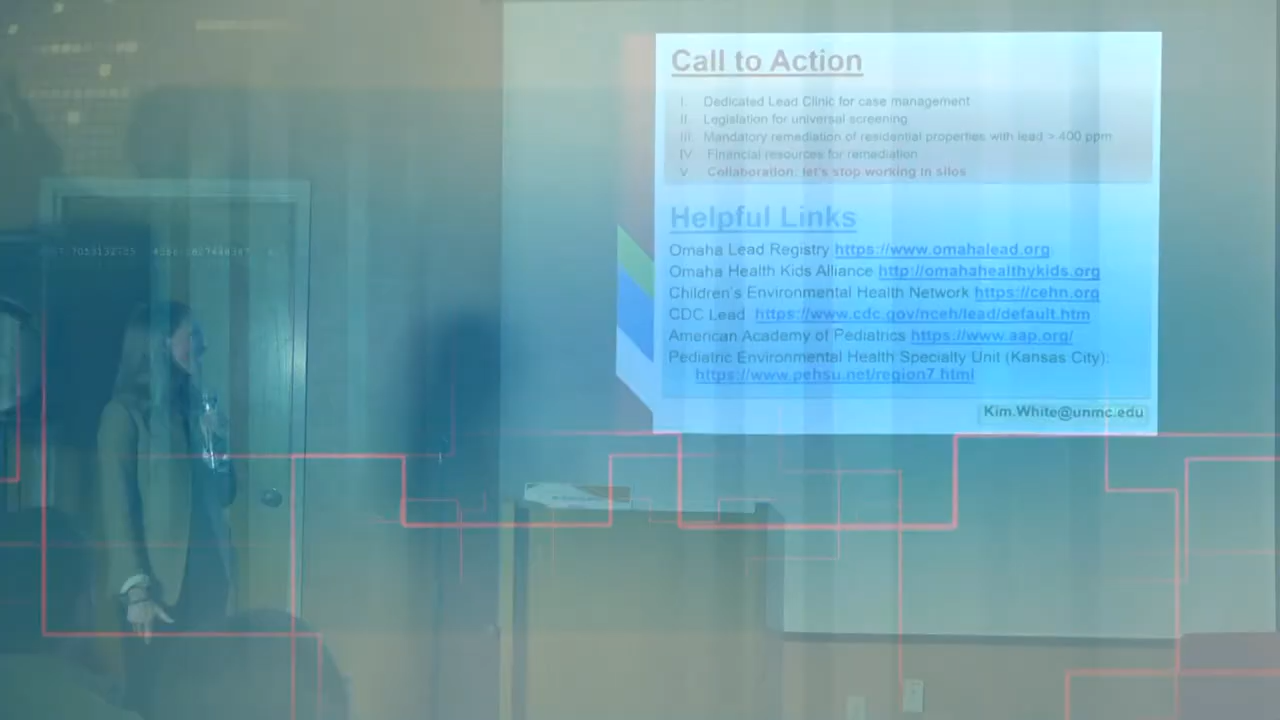 Call to Action
I. Dedicated Lead Clinic for case management
II. Legislation for universal screening
III. Mandatory remediation of residential properties with lead > 400 ppm
IV. Financial resources for remediation
V. Collaboration: let's stop working in silos
Helpful Links
Omaha Lead Registry https://www.omahalead.org
Omaha Health Kids Alliance http://omahahealthykids.org
Children's Environmental Health Network https://cehn.org
CDC Lead https://www.cdc.gov/nceh/lead/default.htm
American Academy of Pediatrics https://www.aap.org/
Pediatric Environmental Health Specialty Unit (Kansas City):
https://www.pehsu.net/region7.html
Kim.White@unmc.edu